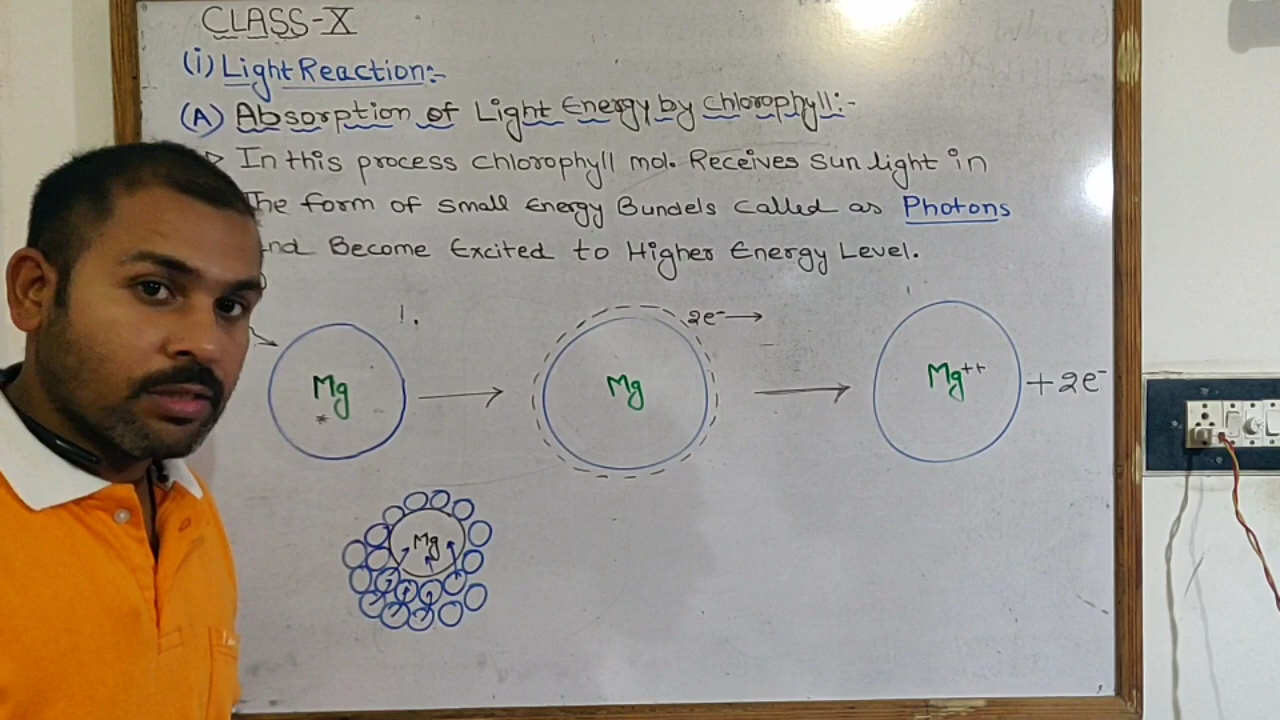 CLASS-X
(i) Light Reaction:-
(A) Absorption of Light Energy by Chlorophyll:-
In this process chlorophyll mol. Receives Sun light in
The form of small Energy Bundels called as Photons
And Become Excited to Higher Energy Level.
Mg
2e⁻
Mg
Mg⁺⁺ +2e⁻
Mg